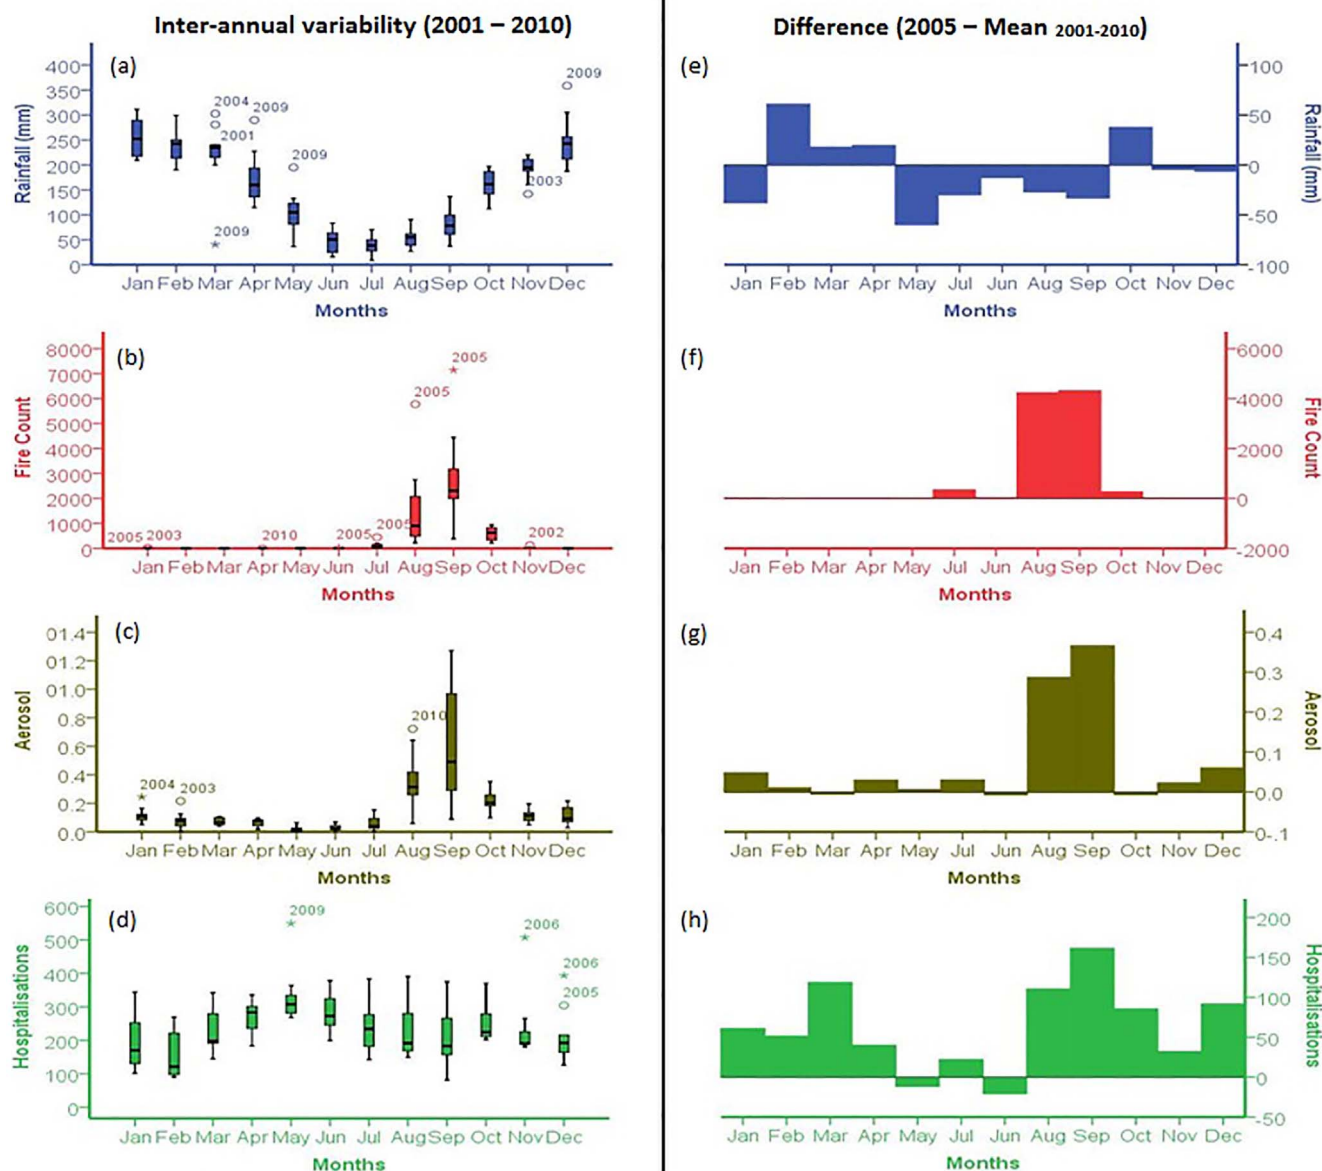 Inter-annual variability (2001 – 2010)
Difference (2005 – Mean 2001-2010)
(a)
Rainfall (mm)
400
350
300
250
200
150
100
50
0
2004
2009
2001
2009
2009
2003
2009
Jan Feb Mar Apr May Jun Jul Aug Sep Oct Nov Dec
Months
(e)
100
50
0
-50
-100
Rainfall (mm)
Jan Feb Mar Apr May Jul Jun Aug Sep Oct Nov Dec
Months
(b)
Fire Count
8000
7000
6000
5000
4000
3000
2000
1000
0
2005
2005
2005 2003
2010
2005
2005
2002
Jan Feb Mar Apr May Jun Jul Aug Sep Oct Nov Dec
Months
(f)
6000
4000
2000
0
-2000
Fire Count
Jan Feb Mar Apr May Jul Jun Aug Sep Oct Nov Dec
Months
(c)
Aerosol
01.4
01.2
01.0
0.8
0.6
0.4
0.2
0.0
2004
2003
2010
Jan Feb Mar Apr May Jun Jul Aug Sep Oct Nov Dec
Months
(g)
0.4
0.3
0.2
0.1
0.0
0-.1
Aerosol
Jan Feb Mar Apr May Jul Jun Aug Sep Oct Nov Dec
Months
(d)
Hospitalisations
600
500
400
300
200
100
0
2009
2006
2006
2005
Jan Feb Mar Apr May Jun Jul Aug Sep Oct Nov Dec
Months
(h)
200
150
100
50
0
-50
Hospitalisations
Jan Feb Mar Apr May Jul Jun Aug Sep Oct Nov Dec
Months